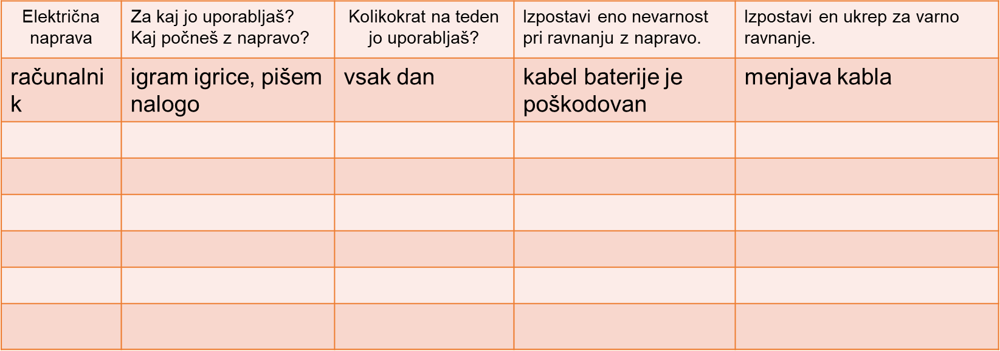 Električna
naprava
Za kaj jo uporabljaš?
Kaj počneš z napravo?
Kolikokrat na teden
jo uporabljaš?
Izpostavi eno nevarnost
pri ravnanju z napravo.
Izpostavi en ukrep za varno
ravnanje.
računalni
k
igram igrice, pišem
nalogo
vsak dan
kabel baterije je
poškodovan
menjava kabla